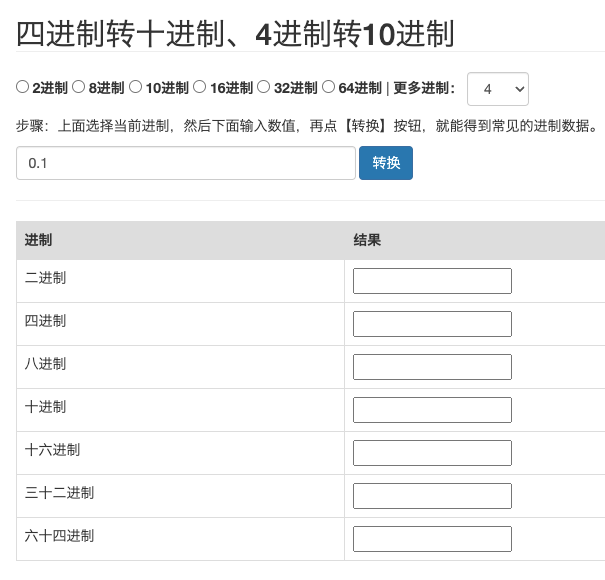 四进制转十进制、4进制转10进制
2进制 8进制 10进制 16进制 32进制 64进制 | 更多进制： 4
步骤：上面选择当前进制，然后下面输入数值，再点【转换】按钮，就能得到常见的进制数据。
0.1 转换
进制 结果
二进制
四进制
八进制
十进制
十六进制
三十二进制
六十四进制